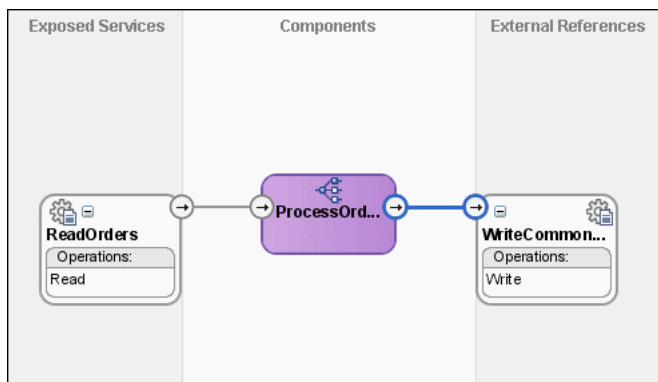 Exposed Services
Components
External References
ReadOrders
Operations:
Read
ProcessOrd...
WriteCommon...
Operations:
Write